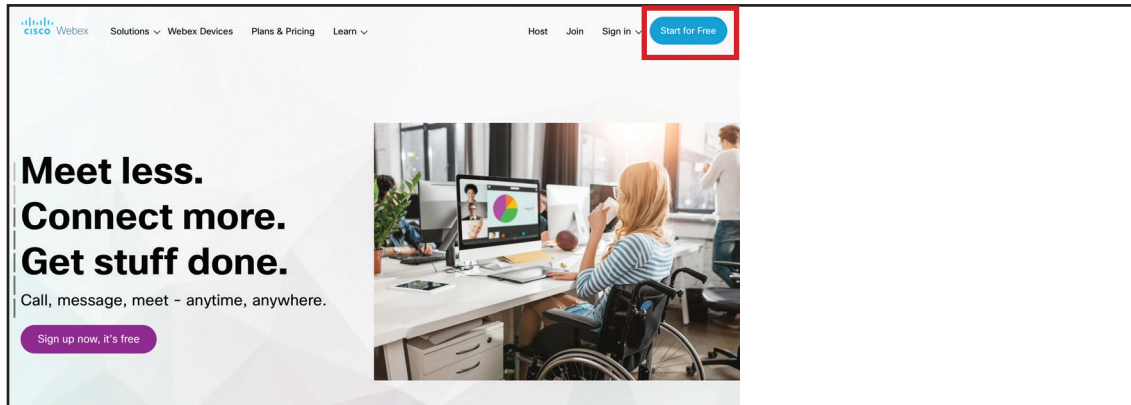 CISCO Webex Solutions Webex Devices Plans & Pricing Learn Host Join Sign in Start for Free
Meet less.
Connect more.
Get stuff done.
Call, message, meet - anytime, anywhere.
Sign up now, it's free